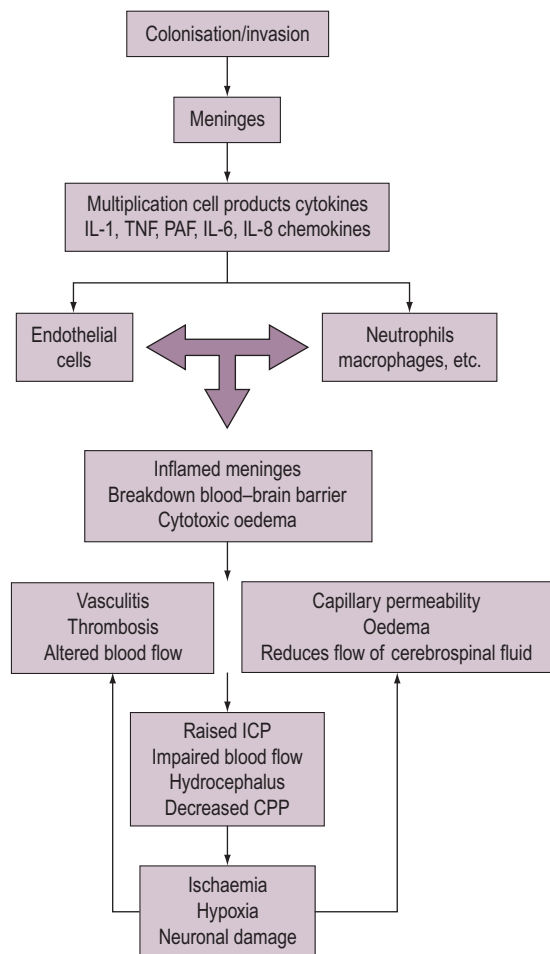 Colonisation/invasion
Meninges
Multiplication cell products cytokines
IL-1, TNF, PAF, IL-6, IL-8 chemokines
Endothelial
cells
Neutrophils
macrophages, etc.
Inflamed meninges
Breakdown blood–brain barrier
Cytotoxic oedema
Vasculitis
Thrombosis
Altered blood flow
Capillary permeability
Oedema
Reduces flow of cerebrospinal fluid
Raised ICP
Impaired blood flow
Hydrocephalus
Decreased CPP
Ischaemia
Hypoxia
Neuronal damage